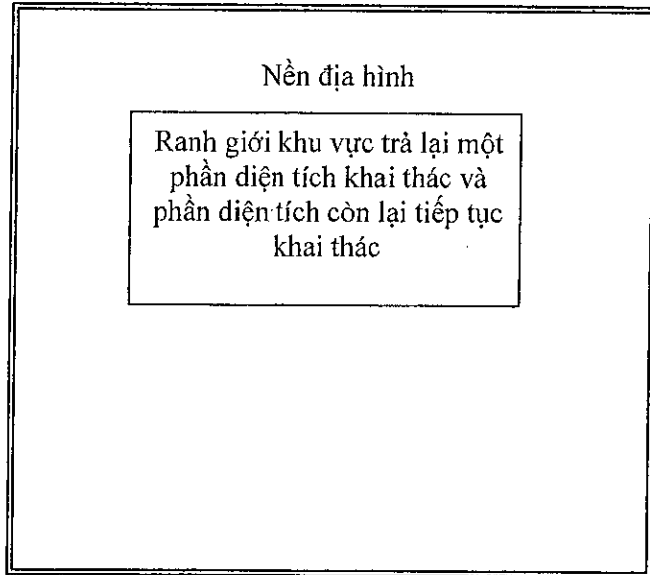 Nền địa hình
Ranh giới khu vực trả lại một
phần diện tích khai thác và
phần diện tích còn lại tiếp tục
khai thác